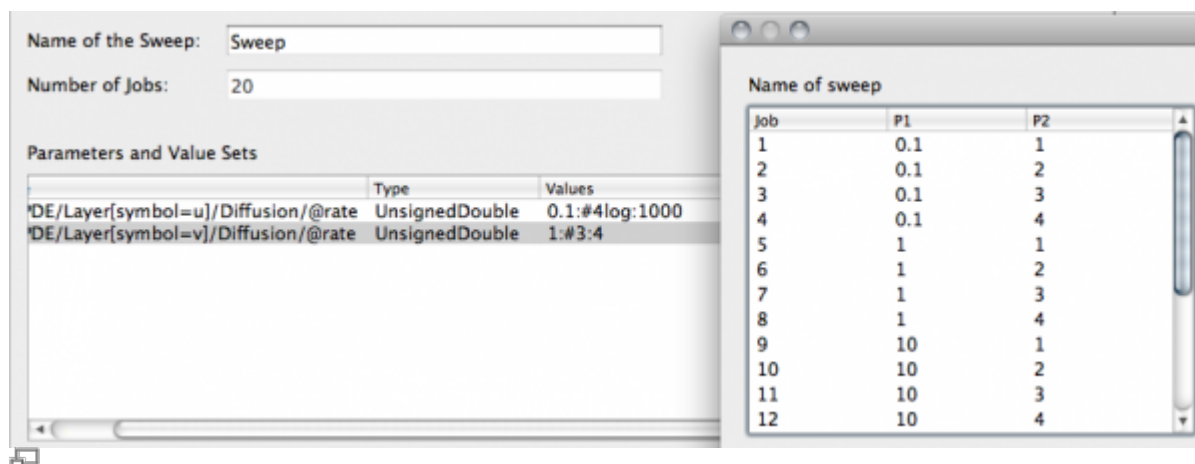 Name of the Sweep: Sweep
Number of Jobs: 20
Parameters and Value Sets
Type Values
DE/Layer[symbol=u]/Diffusion/@rate UnsignedDouble 0.1:#4log:1000
DE/Layer[symbol=v]/Diffusion/@rate UnsignedDouble 1:#3:4
Name of sweep
Job P1 P2
1 0.1 1
2 0.1 2
3 0.1 3
4 0.1 4
5 1 1
6 1 2
7 1 3
8 1 4
9 10 1
10 10 2
11 10 3
12 10 4